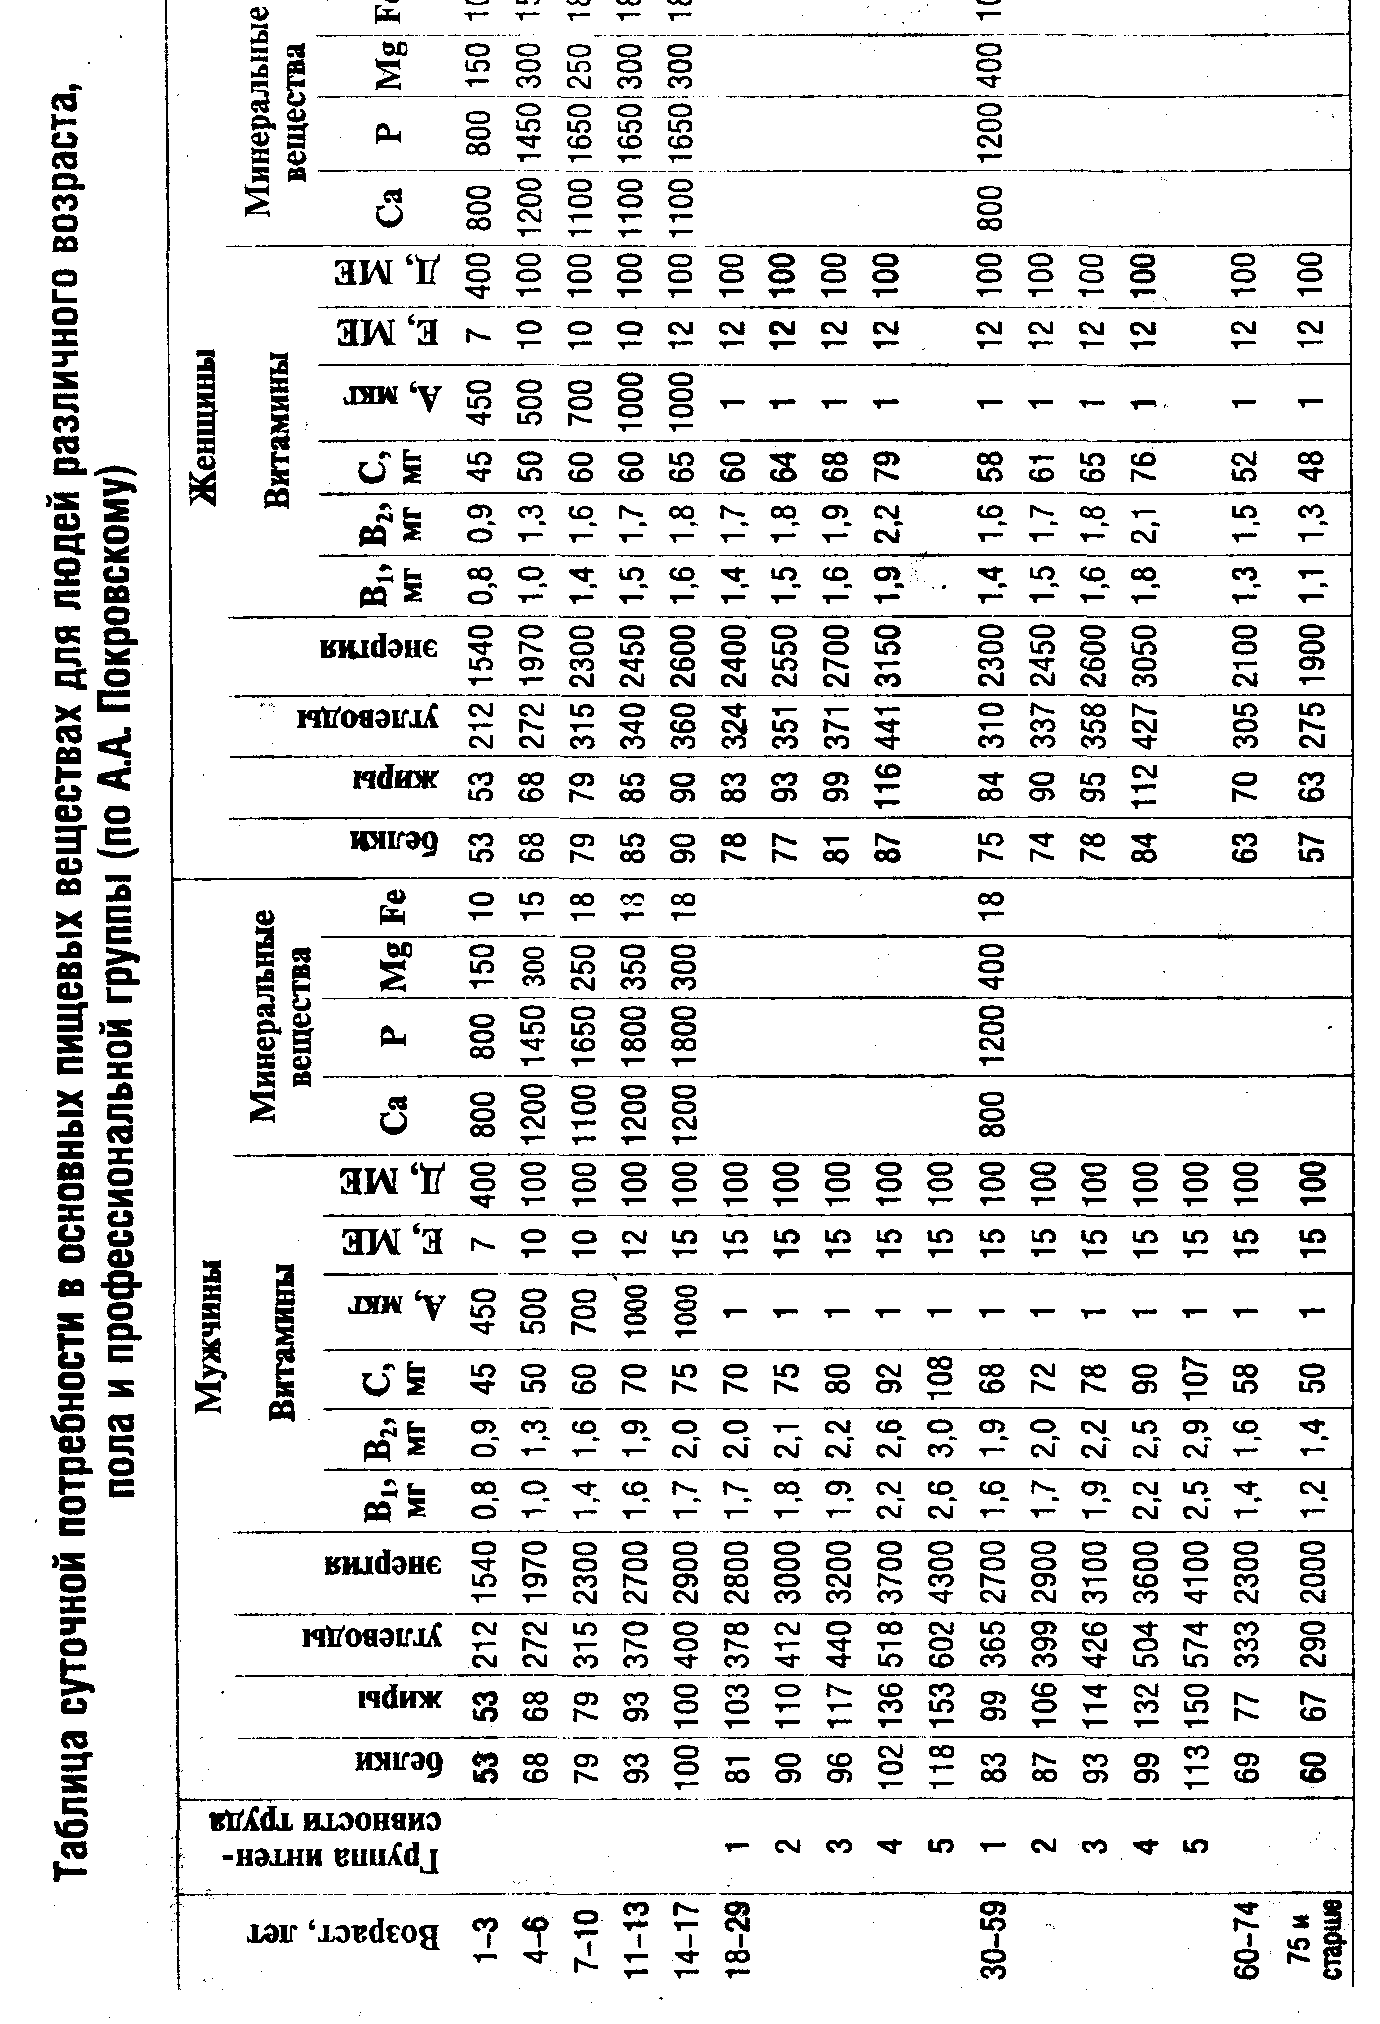 Таблица суточной потребности в основных пищевых веществах для людей различного возраста,
пола и профессиональной группы (по А.А. Покровскому)
Мужчины Женщины
Витамины Минеральные вещества Витамины Минеральные вещества
Возраст, лет Группа интенсивности труда белки жиры углеводы энергия В1, мг В2, мг С, мг А, мкг Е, МЕ Д, МЕ Ca P Mg Fe белки жиры углеводы энергия В1, мг В2, мг С, мг А, мкг Е, МЕ Д, МЕ Ca P Mg
1–3 53 53 212 1540 0,8 0,9 45 450 7 400 800 800 150 10 53 53 212 1540 0,8 0,9 45 450 7 400 800 800 150
4–6 68 68 272 1970 1,0 1,3 50 500 10 100 1200 1450 300 15 68 68 272 1970 1,0 1,3 50 500 10 100 1200 1450 300
7–10 79 79 315 2300 1,4 1,6 60 700 10 100 1100 1650 250 18 79 79 315 2300 1,4 1,6 60 700 10 100 1100 1650 250
11–13 93 93 370 2700 1,6 1,9 70 1000 12 100 1200 1800 350 18 85 85 340 2450 1,5 1,7 60 1000 10 100 1100 1650 300
14–17 100 100 400 2900 1,7 2,0 75 1000 15 100 1200 1800 300 18 90 90 360 2600 1,6 1,8 65 1000 12 100 1100 1650 300
18–29 1 81 103 378 2800 1,7 2,0 70 1 15 100 78 83 324 2400 1,4 1,7 60 1 12 100
2 90 110 412 3000 1,8 2,1 75 1 15 100 77 93 351 2550 1,5 1,8 64 1 12 100
3 96 117 440 3200 1,9 2,2 80 1 15 100 81 99 371 2700 1,6 1,9 68 1 12 100
4 102 136 518 3700 2,2 2,6 92 1 15 100 87 116 441 3150 1,9 2,2 79 1 12 100
5 118 153 602 4300 2,6 3,0 108 1 15 100
30–59 1 83 99 365 2700 1,6 1,9 68 1 15 100 800 1200 400 18 75 84 310 2300 1,4 1,6 58 1 12 100 800 1200 400
2 87 106 399 2900 1,7 2,0 72 1 15 100 74 90 337 2450 1,5 1,7 61 1 12 100
3 93 114 426 3100 1,9 2,2 78 1 15 100 78 95 358 2600 1,6 1,8 65 1 12 100
4 99 132 504 3600 2,2 2,5 90 1 15 100 84 112 427 3050 1,8 2,1 76 1 12 100
5 113 150 574 4100 2,5 2,9 107 1 15 100
60–74 69 77 333 2300 1,4 1,6 58 1 15 100 63 70 305 2100 1,3 1,5 52 1 12 100
75 и старше 60 67 290 2000 1,2 1,4 50 1 15 100 57 63 275 1900 1,1 1,3 48 1 12 100